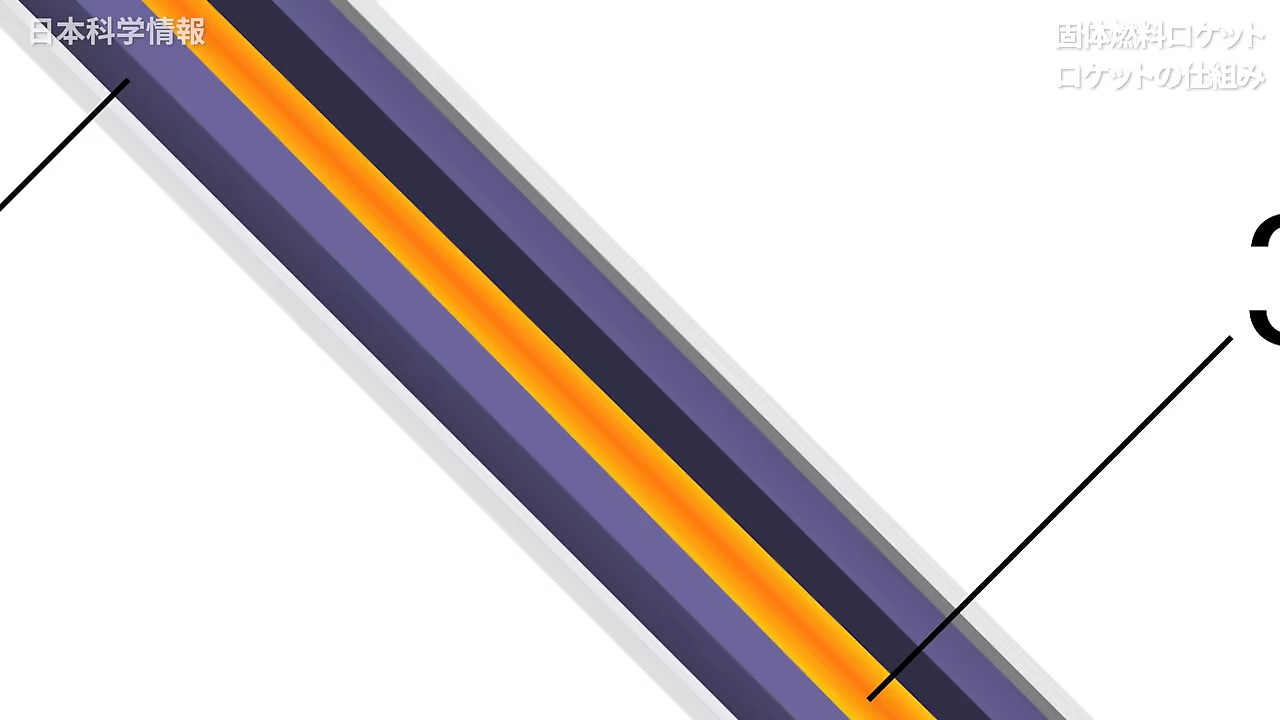 日本科学情報
固体燃料ロケット
ロケットの仕組み